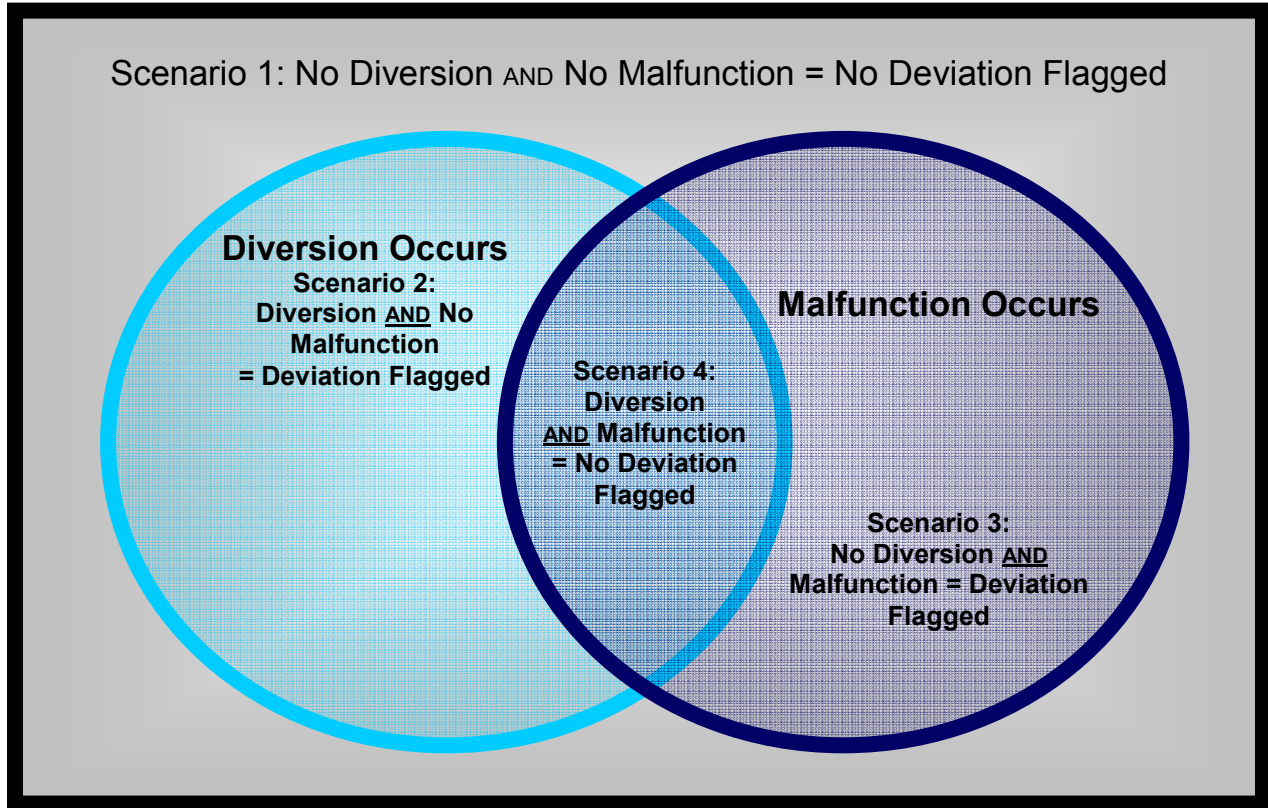 Scenario 1: No Diversion AND No Malfunction = No Deviation Flagged
Diversion Occurs
Scenario 2:
Diversion AND No
Malfunction
= Deviation Flagged
Scenario 4:
Diversion
AND Malfunction
= No Deviation
Flagged
Malfunction Occurs
Scenario 3:
No Diversion AND
Malfunction = Deviation
Flagged